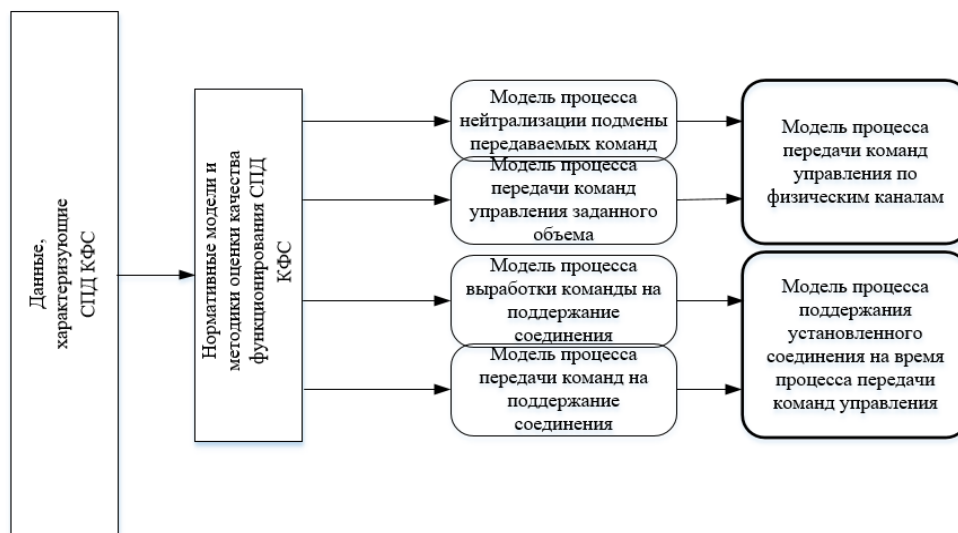 Данные,
характеризующие
СПД КФС
Нормативные модели и
методики оценки качества
функционирования СПД
КФС
Модель процесса
нейтрализации подмены
передаваемых команд
Модель процесса
передачи команд
управления заданного
объема
Модель процесса
выработки команды на
поддержание
соединения
Модель процесса
передачи команд на
поддержание
соединения
Модель процесса
передачи команд
управления по
физическим каналам
Модель процесса
поддержания
установленного
соединения на время
процесса передачи
команд управления